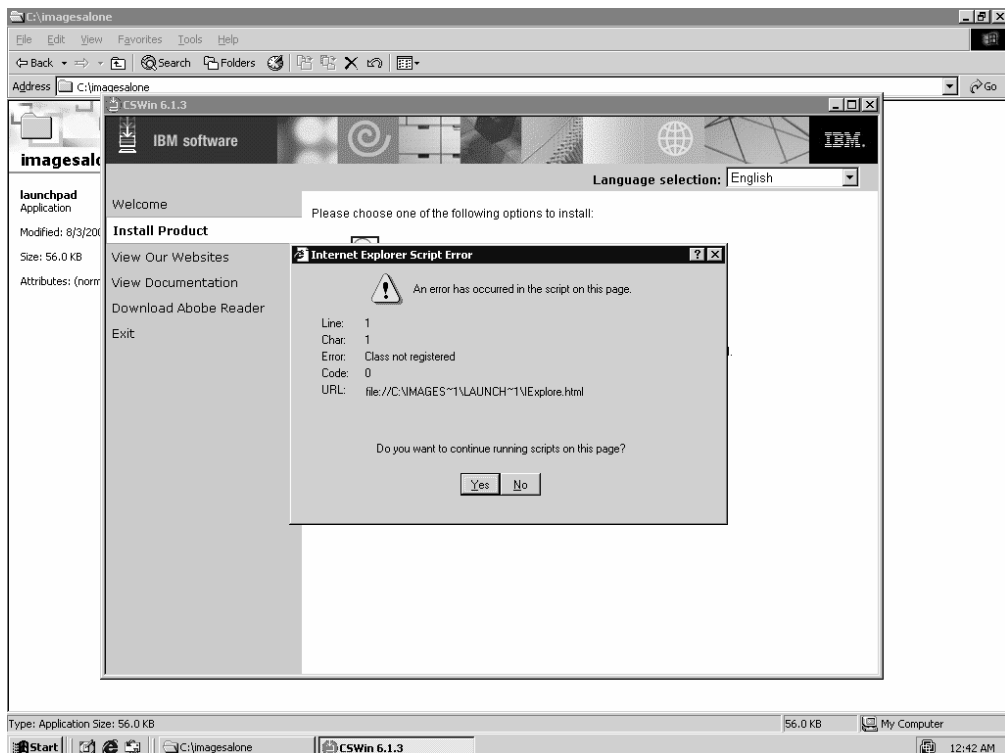 C:\imagesalone
File Edit View Favorites Tools Help
Back Search Folders
Address C:\imagesalone Go
CSWin 6.1.3
IBM software IBM.
Language selection: English
imagesalo
launchpad
Application
Modified: 8/3/200
Size: 56.0 KB
Attributes: (norm
Welcome
Install Product
View Our Websites
View Documentation
Download Abobe Reader
Exit
Please choose one of the following options to install:
Internet Explorer Script Error
An error has occurred in the script on this page.
Line: 1
Char: 1
Error: Class not registered
Code: 0
URL: file://C:\IMAGES~1\LAUNCH~1\IExplore.html
Do you want to continue running scripts on this page?
Yes No
Type: Application Size: 56.0 KB 56.0 KB My Computer
Start C:\imagesalone CSWin 6.1.3 12:42 AM